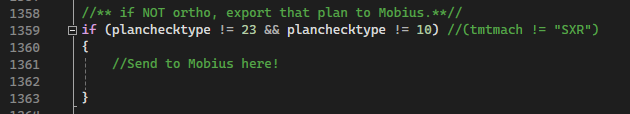 1358 //** if NOT ortho, export that plan to Mobius.**//
1359 if (planchecktype != 23 && planchecktype != 10) //(tmtmach != "SXR")
1360 {
1361 //Send to Mobius here!
1362
1363 }